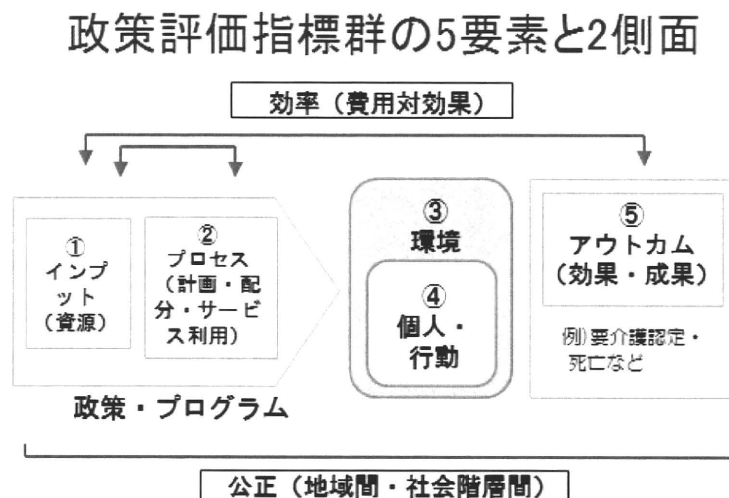 政策評価指標群の5要素と2側面
効率（費用対効果）
①
インプ
ット
（資源）
②
プロセス
（計画・配
分・サービ
ス利用）
政策・プログラム
③
環境
④
個人・
行動
⑤
アウトカム
（効果・成果）
例）要介護認定・
死亡など
公正（地域間・社会階層間）